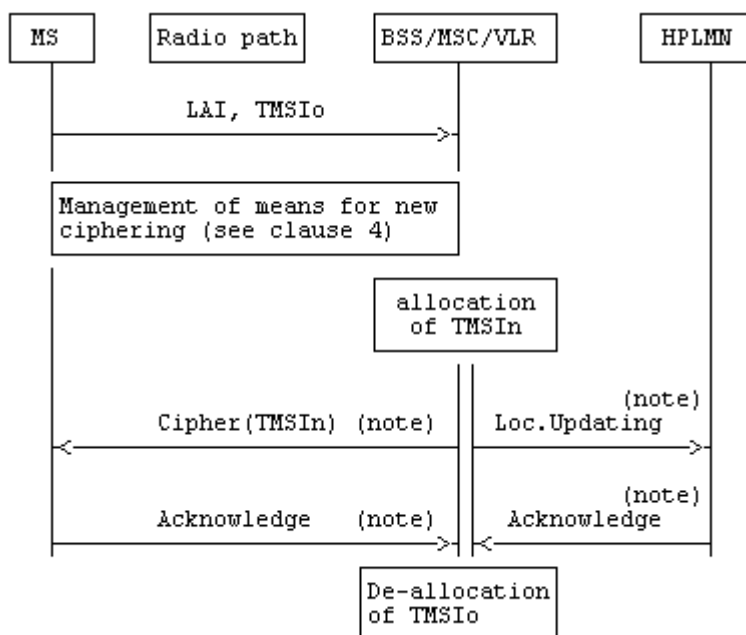 MS
Radio path
BSS/MSC/VLR
HPLMN
LAI, TMSIo
Management of means for new
ciphering (see clause 4)
allocation
of TMSIn
(note)
Cipher(TMSIn) (note)
Loc.Updating
(note)
Acknowledge (note)
Acknowledge
De-allocation
of TMSIo